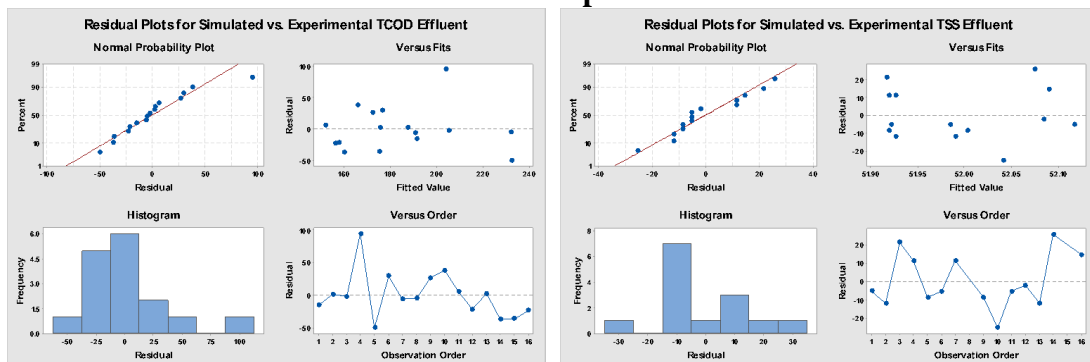 Residual Plots for Simulated vs. Experimental TCOD Effluent
Normal Probability Plot
Versus Fits
99
90
50
10
1
Percent
-100
-50
0
50
100
Residual
100
50
0
-50
Residual
160
180
200
220
240
Fitted Value
Histogram
Versus Order
6.0
4.5
3.0
1.5
0.0
Frequency
-50
-25
0
25
50
75
100
Residual
100
50
0
-50
Residual
1 2 3 4 5 6 7 8 9 10 11 12 13 14 15 16
Observation Order
Residual Plots for Simulated vs. Experimental TSS Effluent
Normal Probability Plot
Versus Fits
99
90
50
10
1
Percent
-40
-20
0
20
40
Residual
20
10
0
-10
-20
Residual
51.90
51.95
52.00
52.05
52.10
Fitted Value
Histogram
Versus Order
8
6
4
2
0
Frequency
-30
-20
-10
0
10
20
30
Residual
20
10
0
-10
-20
Residual
1 2 3 4 5 6 7 8 9 10 11 12 13 14 15 16
Observation Order